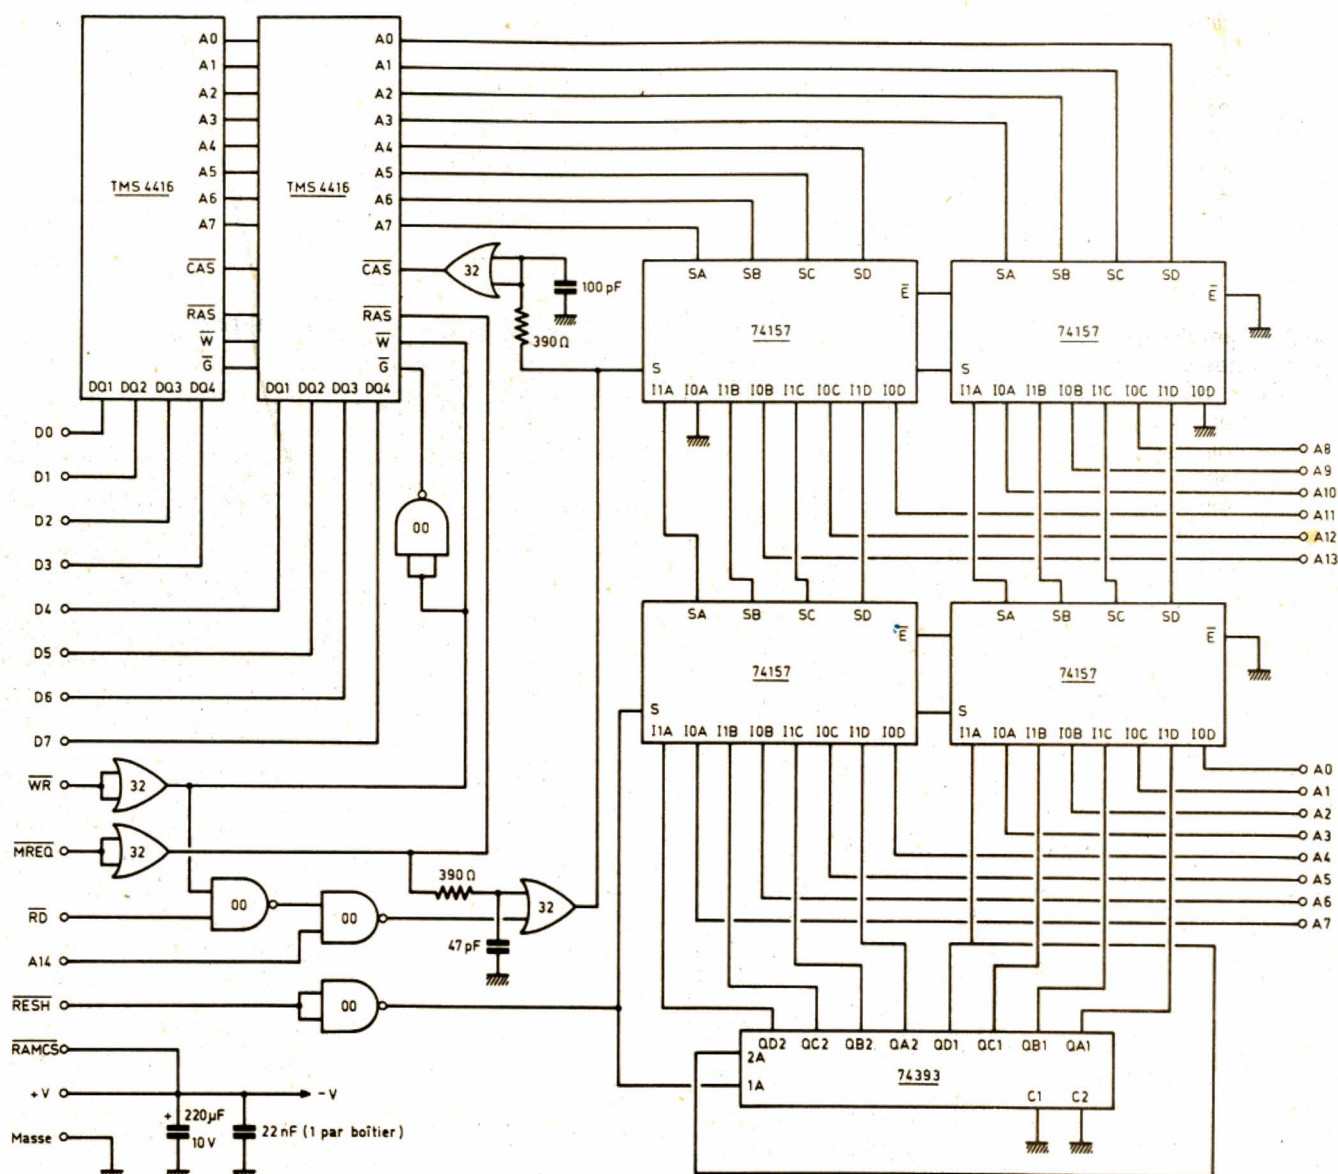 A0 A0
A1 A1
A2 A2
A3 A3
A4 A4
A5 A5
TMS 4416 TMS 4416
A6 A6
A7 A7
CAS CAS 32 100 pF
RAS RAS
W W 390 Ω
G G
DQ1 DQ2 DQ3 DQ4 DQ1 DQ2 DQ3 DQ4
SA SB SC SD SA SB SC SD
E E
74157 74157
S S
I1A I0A I1B I0B I1C I0C I1D I0D I1A I0A I1B I0B I1C I0C I1D I0D
D0
D1
D2
D3
D4
D5
D6
D7
00
A8
A9
A10
A11
A12
A13
SA SB SC SD SA SB SC SD
E E
74157 74157
S S
I1A I0A I1B I0B I1C I0C I1D I0D I1A I0A I1B I0B I1C I0C I1D I0D
A0
A1
A2
A3
A4
A5
A6
A7
WR 32
MREQ 32
390 Ω
RD 00 00 32
47 pF
A14
RESH 00
RAMCS
+V -V
+ 220 µF
10 V
22 nF (1 par boîtier)
Masse
QD2 QC2 QB2 QA2 QD1 QC1 QB1 QA1
2A
74393
1A
C1 C2